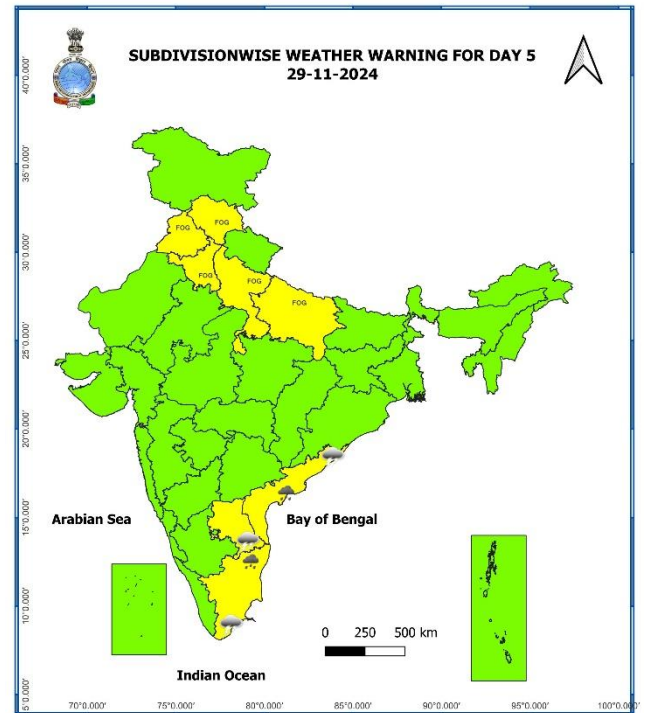 SUBDIVISIONWISE WEATHER WARNING FOR DAY 5
29-11-2024
40°0.000'
35°0.000'
30°0.000'
25°0.000'
20°0.000'
15°0.000'
10°0.000'
5°0.000'
FOG
FOG
FOG
FOG
FOG
Arabian Sea
Bay of Bengal
0 250 500 km
Indian Ocean
70°0.000' 75°0.000' 80°0.000' 85°0.000' 90°0.000' 95°0.000' 100°0.000'